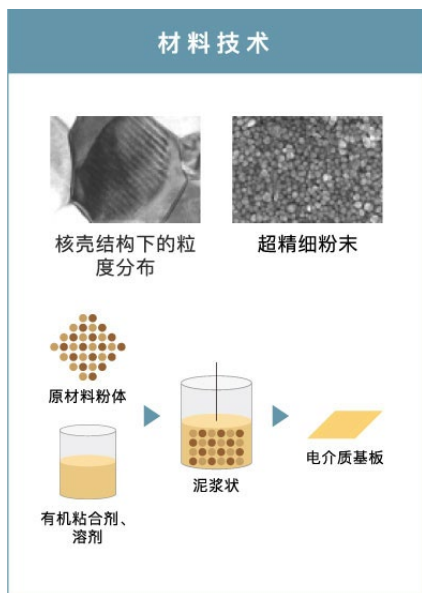 材料技术
核壳结构下的粒
度分布
超精细粉末
原材料粉体
有机粘合剂、
溶剂
泥浆状
电介质基板